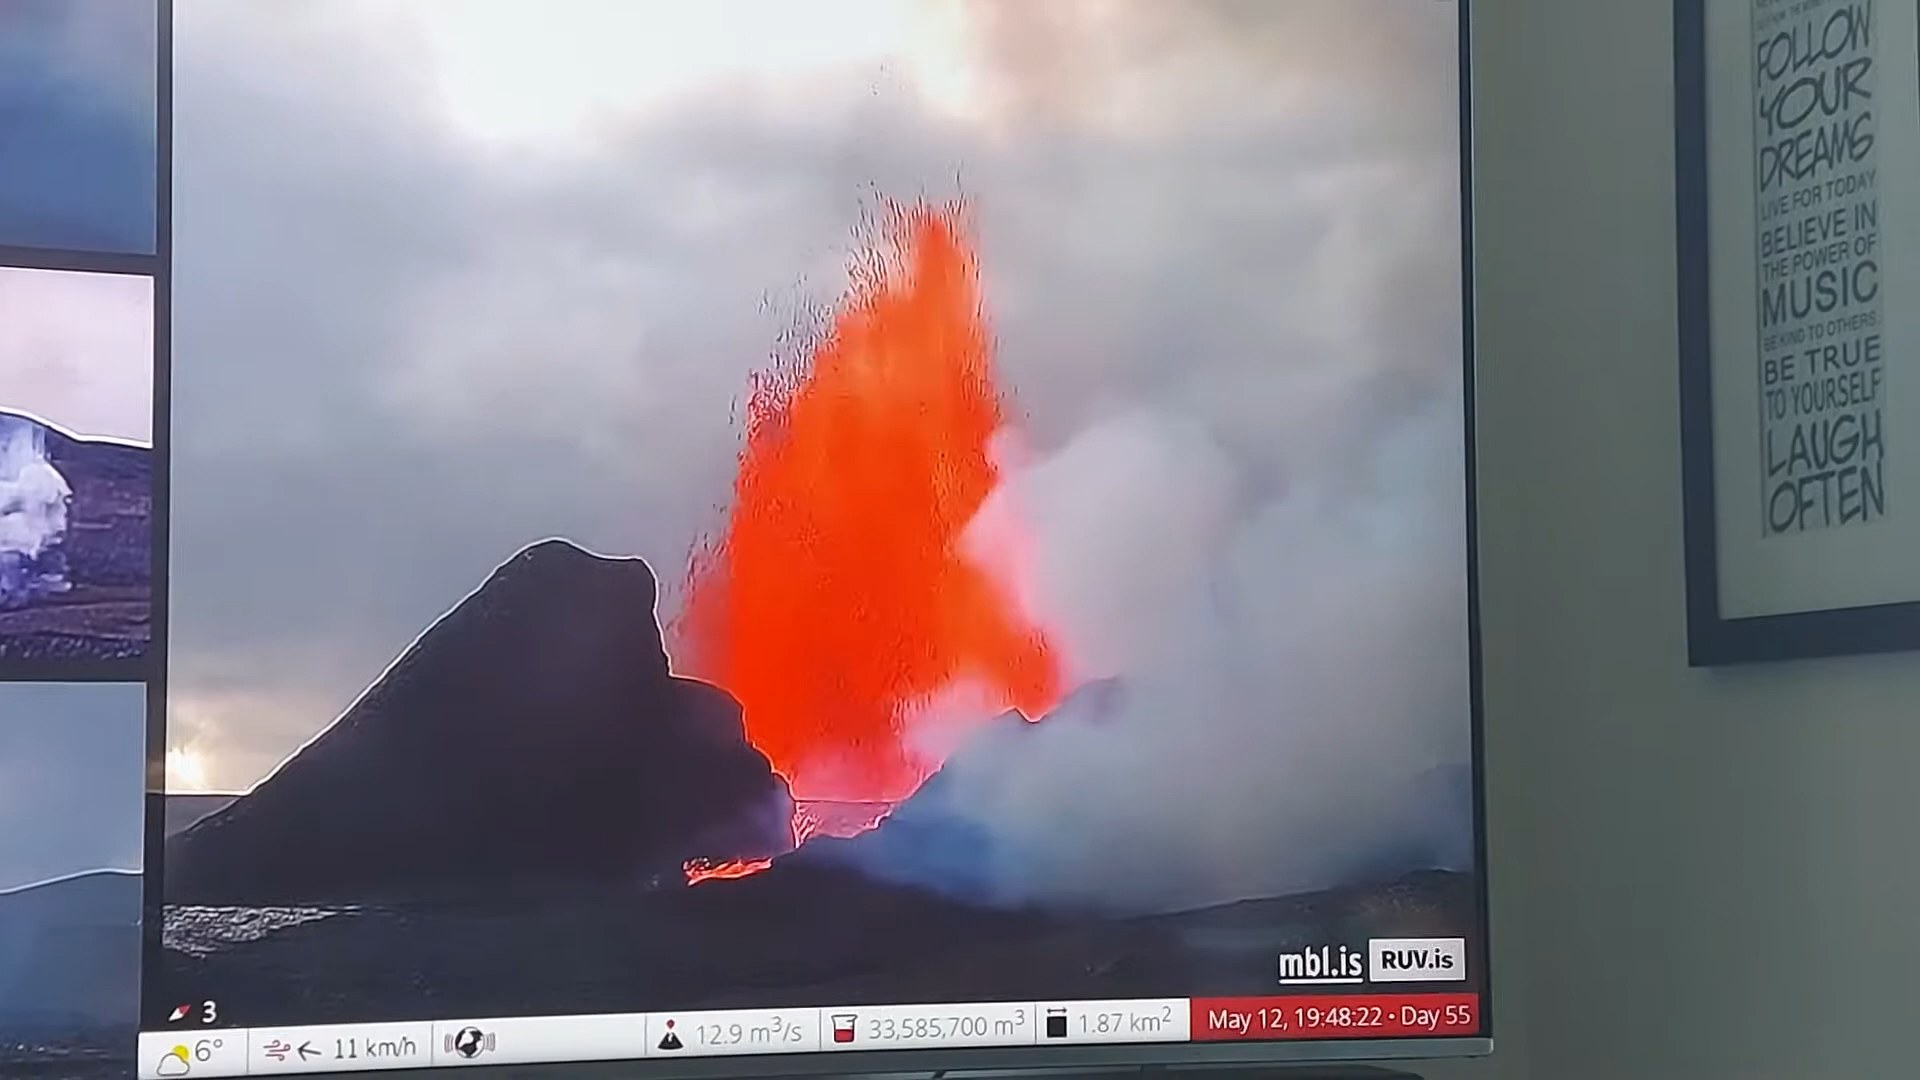 FOLLOW
YOUR
DREAMS
LIVE FOR TODAY
BELIEVE IN
THE POWER OF
MUSIC
BE KIND TO OTHERS
BE TRUE
TO YOURSELF
LAUGH
OFTEN
mbl.is RUV.is
3
6° 11 km/h 12.9 m³/s 33,585,700 m³ 1.87 km² May 12, 19:48:22 • Day 55